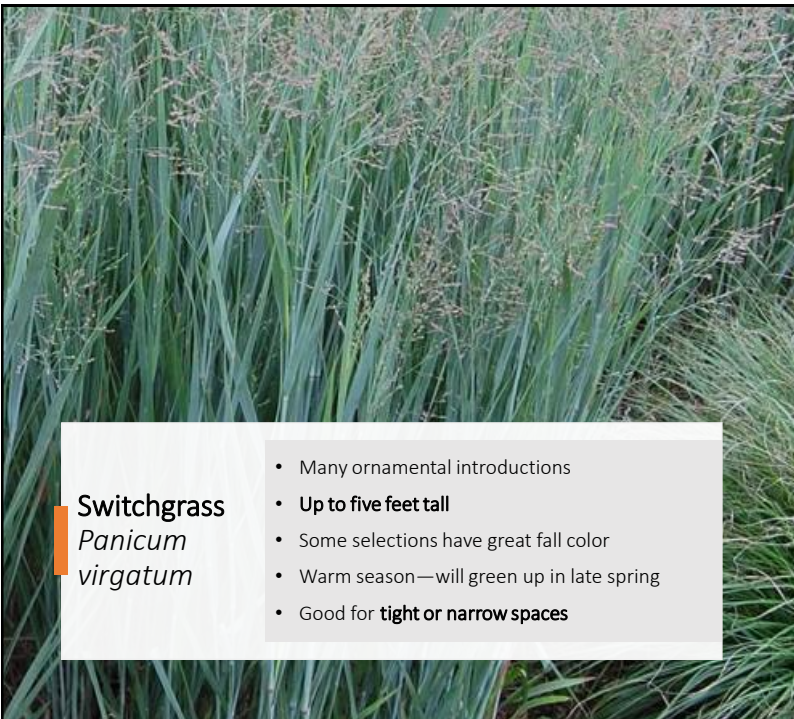 Switchgrass
Panicum
virgatum
• Many ornamental introductions
• Up to five feet tall
• Some selections have great fall color
• Warm season—will green up in late spring
• Good for tight or narrow spaces